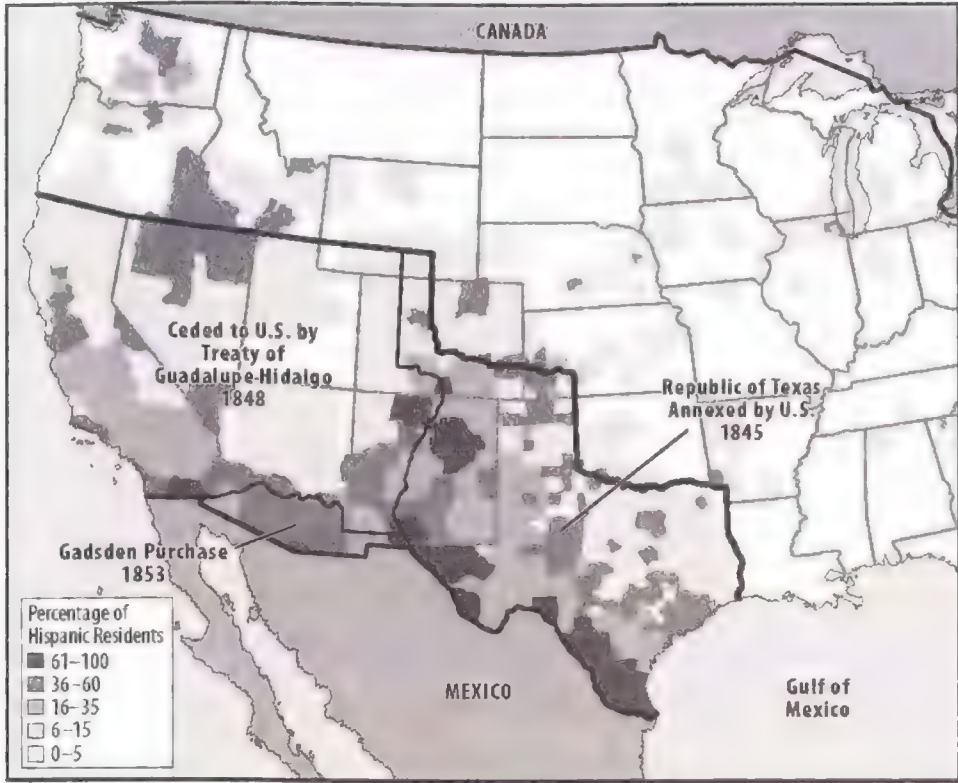 CANADA
Ceded to U.S. by
Treaty of
Guadalupe-Hidalgo
1848
Republic of Texas
Annexed by U.S.
1845
Gadsden Purchase
1853
Percentage of
Hispanic Residents
61–100
36–60
16–35
6–15
0–5
MEXICO
Gulf of
Mexico